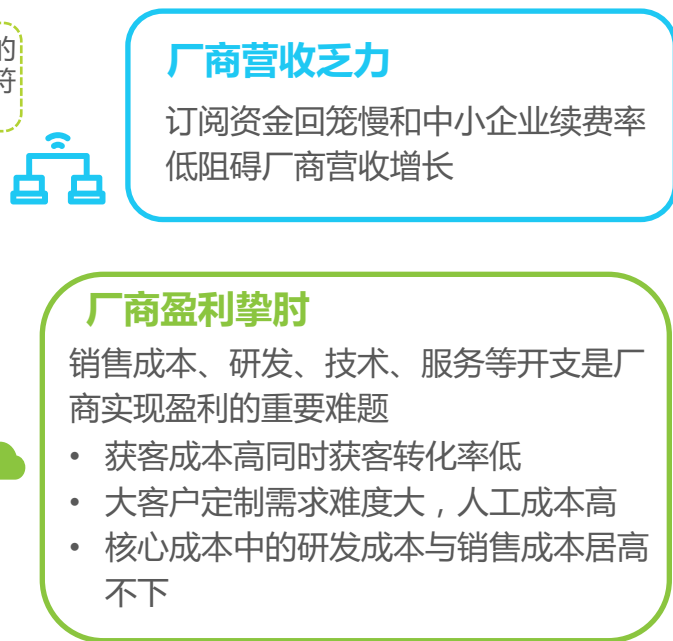 的
符
厂商营收乏力
订阅资金回笼慢和中小企业续费率
低阻碍厂商营收增长
厂商盈利挚肘
销售成本、研发、技术、服务等开支是厂
商实现盈利的重要难题
• 获客成本高同时获客转化率低
• 大客户定制需求难度大，人工成本高
• 核心成本中的研发成本与销售成本居高
不下